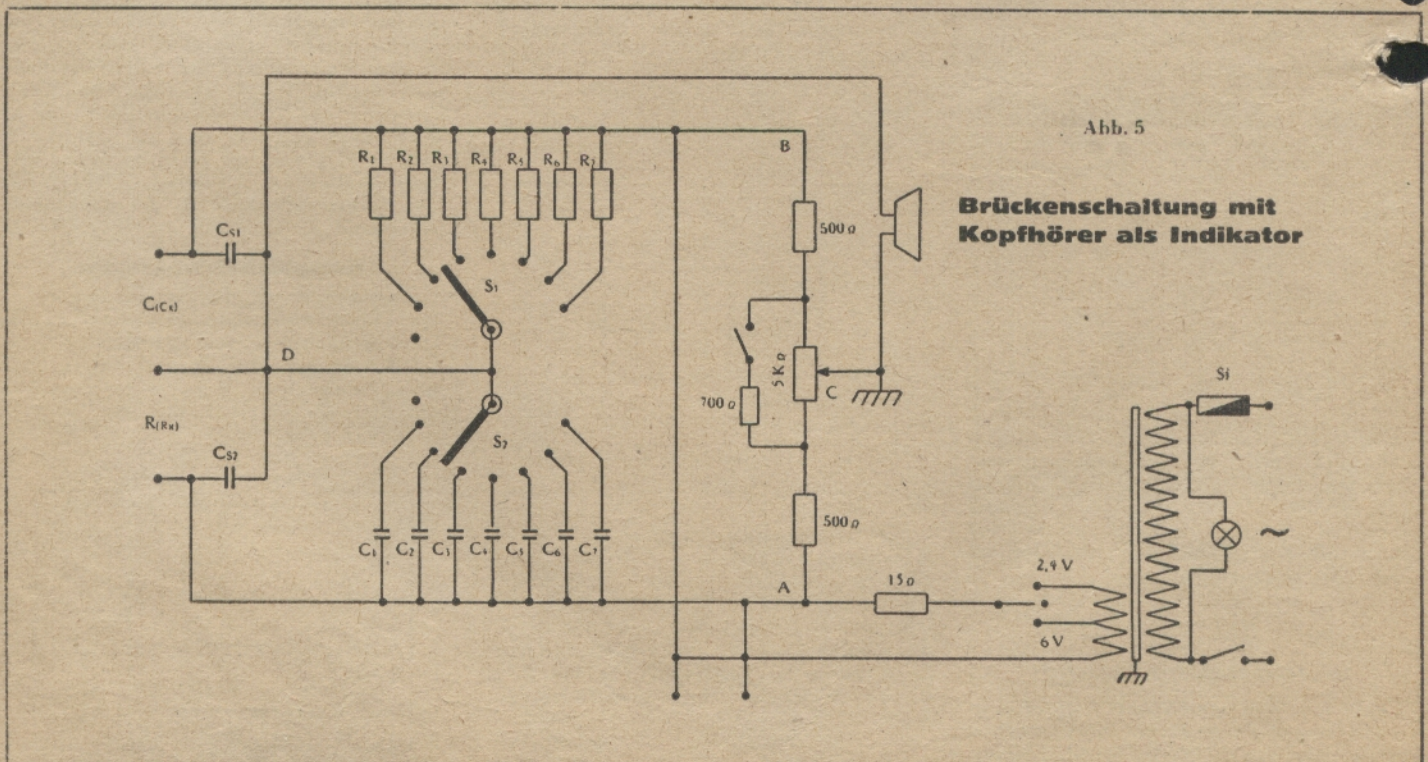 Abb. 5
Brückenschaltung mit
Kopfhörer als Indikator
B
R1 R2 R3 R4 R5 R6 R7
CS1
500 Ω
S1
C(Cx)
D
5 KΩ
C
700 Ω
Si
R(Rx)
S2
CS2
500 Ω
~
C1 C2 C3 C4 C5 C6 C7
A
15 Ω
2,4 V
6 V